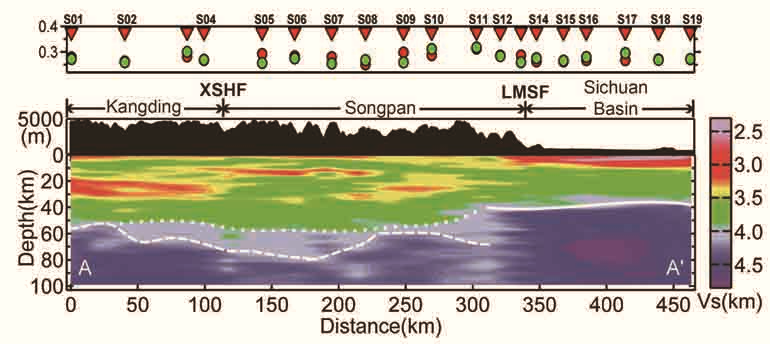 S01 S02 S04 S05 S06 S07 S08 S09 S10 S11 S12 S14 S15 S16 S17 S18 S19
0.4
0.3
XSHF LMSF Sichuan
Kangding Songpan Basin
5000
(m)
0
20
40
60
80
100
Depth(km)
A A'
0 50 100 150 200 250 300 350 400 450
Distance(km)
2.5
3.0
3.5
4.0
4.5
Vs(km)